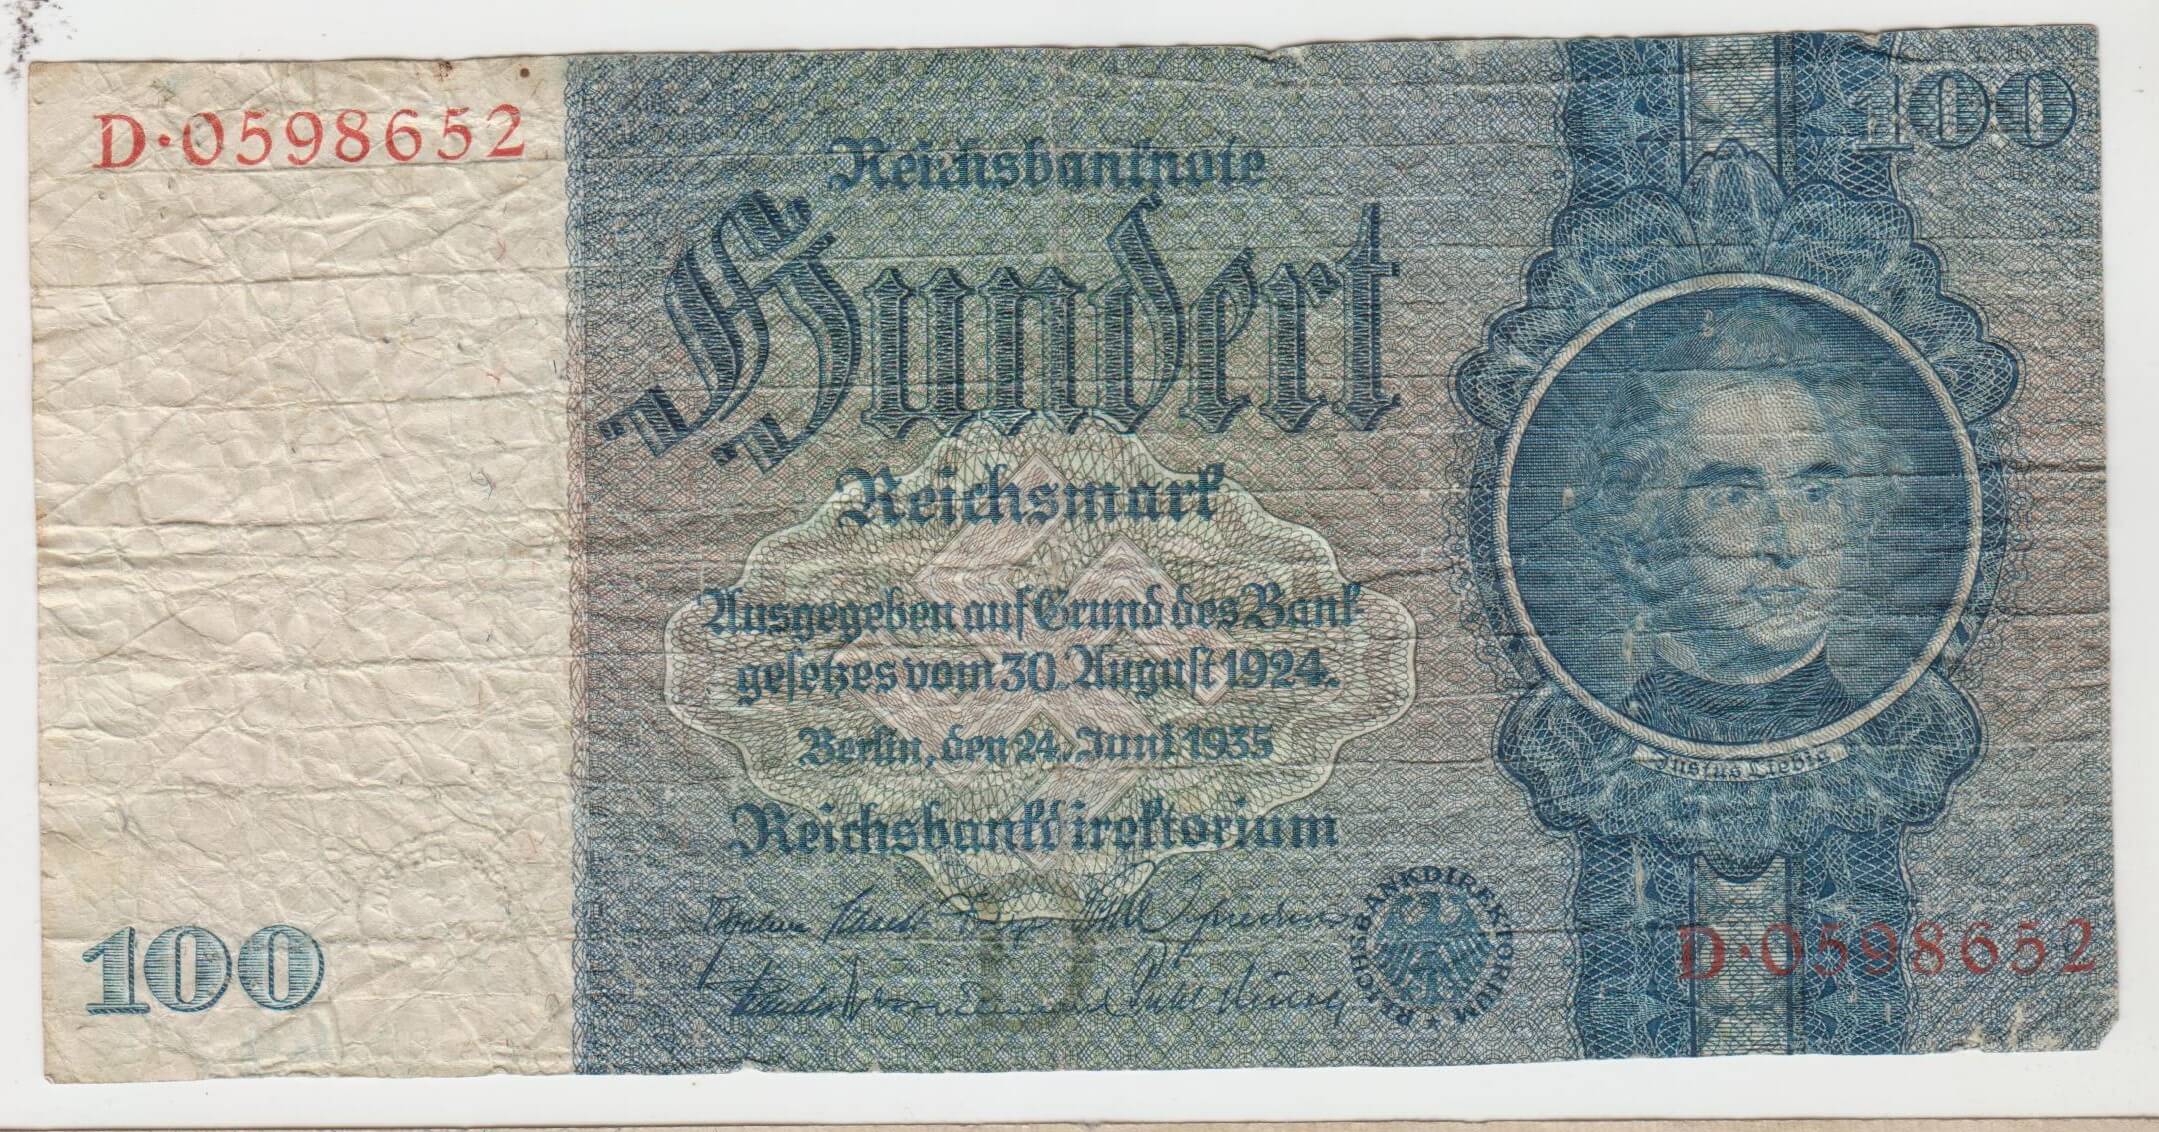 D·0598652
100
Reichsbanknote
Hundert
Reichsmark
Ausgegeben auf Grund des Bank-
gesetzes vom 30. August 1924.
Berlin, den 24. Juni 1935
Reichsbankdirektorium
REICHSBANKDIREKTORIUM
Justus Liebig
D·0598652
100